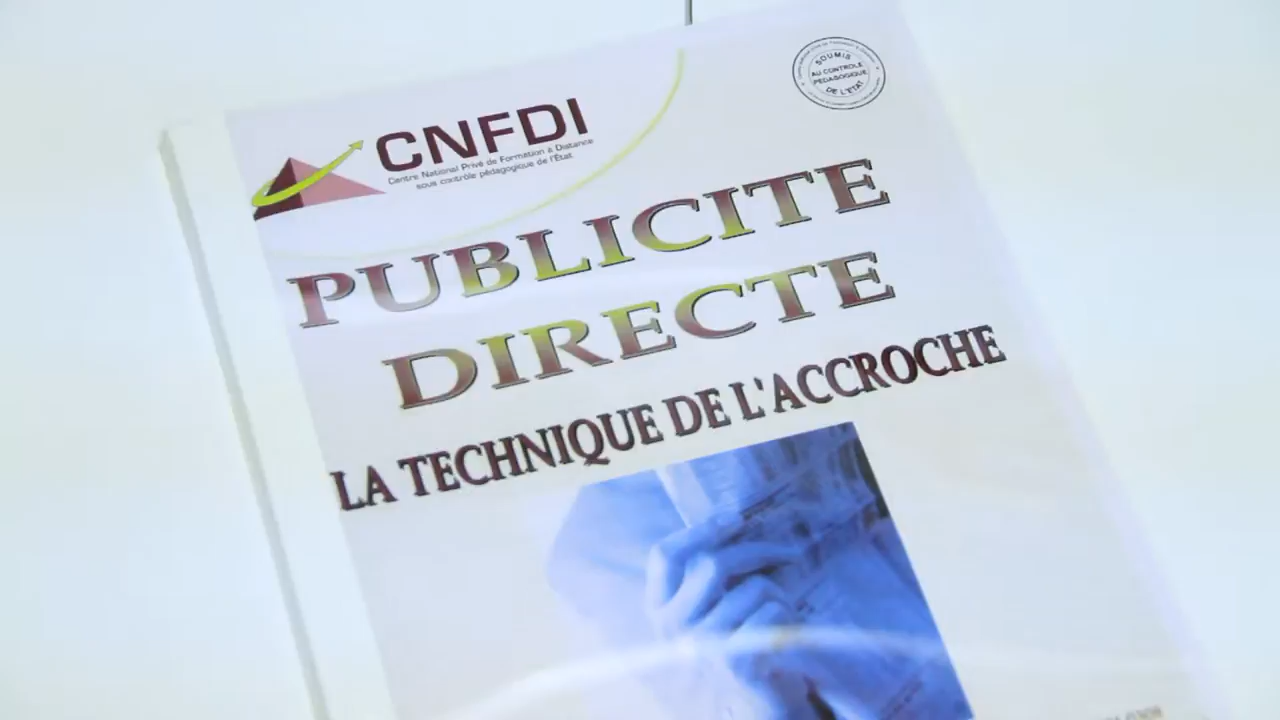 CNFDI
Centre National Privé de Formation à Distance
sous contrôle pédagogique de l'État
SOUMIS
AU CONTROLE
PEDAGOGIQUE
DE L'ETAT
PUBLICITE
DIRECTE
LA TECHNIQUE DE L'ACCROCHE